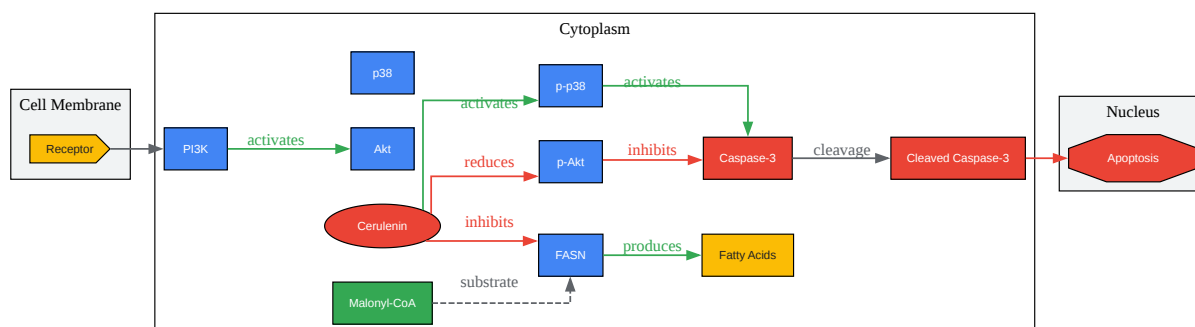 Cytoplasm
Cell Membrane
Receptor
PI3K
activates
p38
Akt
Cerulenin
activates
reduces
inhibits
Malonyl-CoA
substrate
p-p38
activates
p-Akt
inhibits
FASN
produces
Caspase-3
cleavage
Fatty Acids
Cleaved Caspase-3
Nucleus
Apoptosis